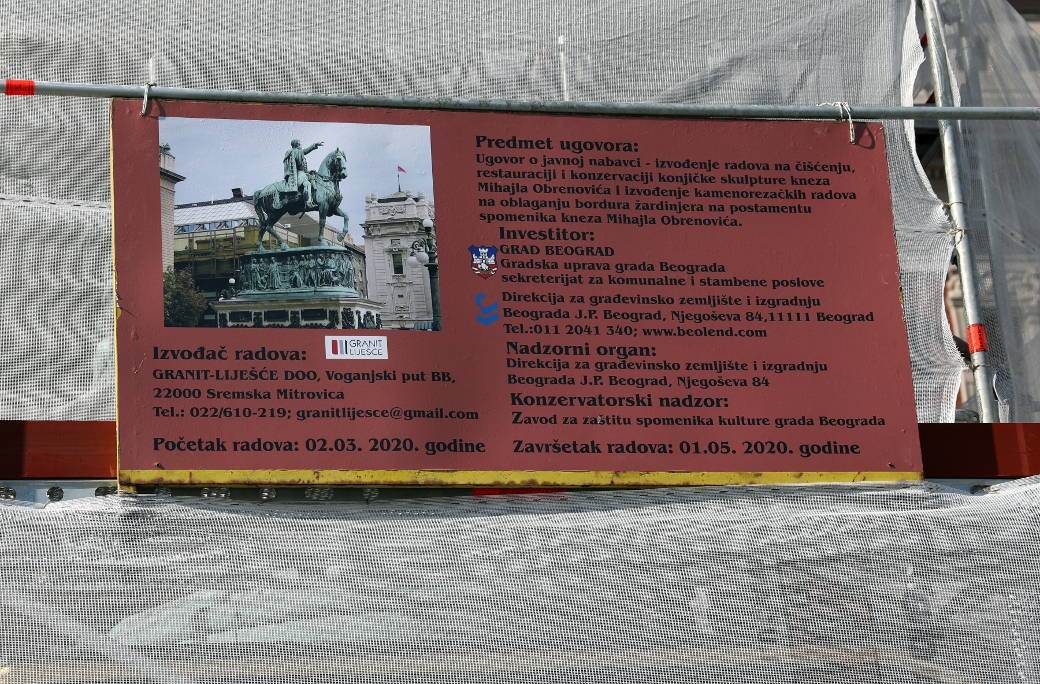 Predmet ugovora:
Ugovor o javnoj nabavci - izvođenje radova na čišćenju,
restauraciji i konzervaciji konjičke skulpture kneza
Mihajla Obrenovića i izvođenje kamenorezačkih radova
na oblaganju bordura žardinjera na postamentu
spomenika kneza Mihajla Obrenovića.
Investitor:
GRAD BEOGRAD
Gradska uprava grada Beograda
sekreterijat za komunalne i stambene poslove
Direkcija za građevinsko zemljište i izgradnju
Beograda J.P. Beograd, Njegoševa 84,11111 Beograd
Tel.:011 2041 340; www.beolend.com
Nadzorni organ:
Direkcija za građevinsko zemljište i izgradnju
Beograda J.P. Beograd, Njegoševa 84
Konzervatorski nadzor:
Zavod za zaštitu spomenika kulture grada Beograda
Završetak radova: 01.05. 2020. godine
Izvođač radova:
GRANIT
LIJEŠĆE
GRANIT-LIJEŠĆE DOO, Voganjski put BB,
22000 Sremska Mitrovica
Tel.: 022/610-219; granitlijesce@gmail.com
Početak radova: 02.03. 2020. godine